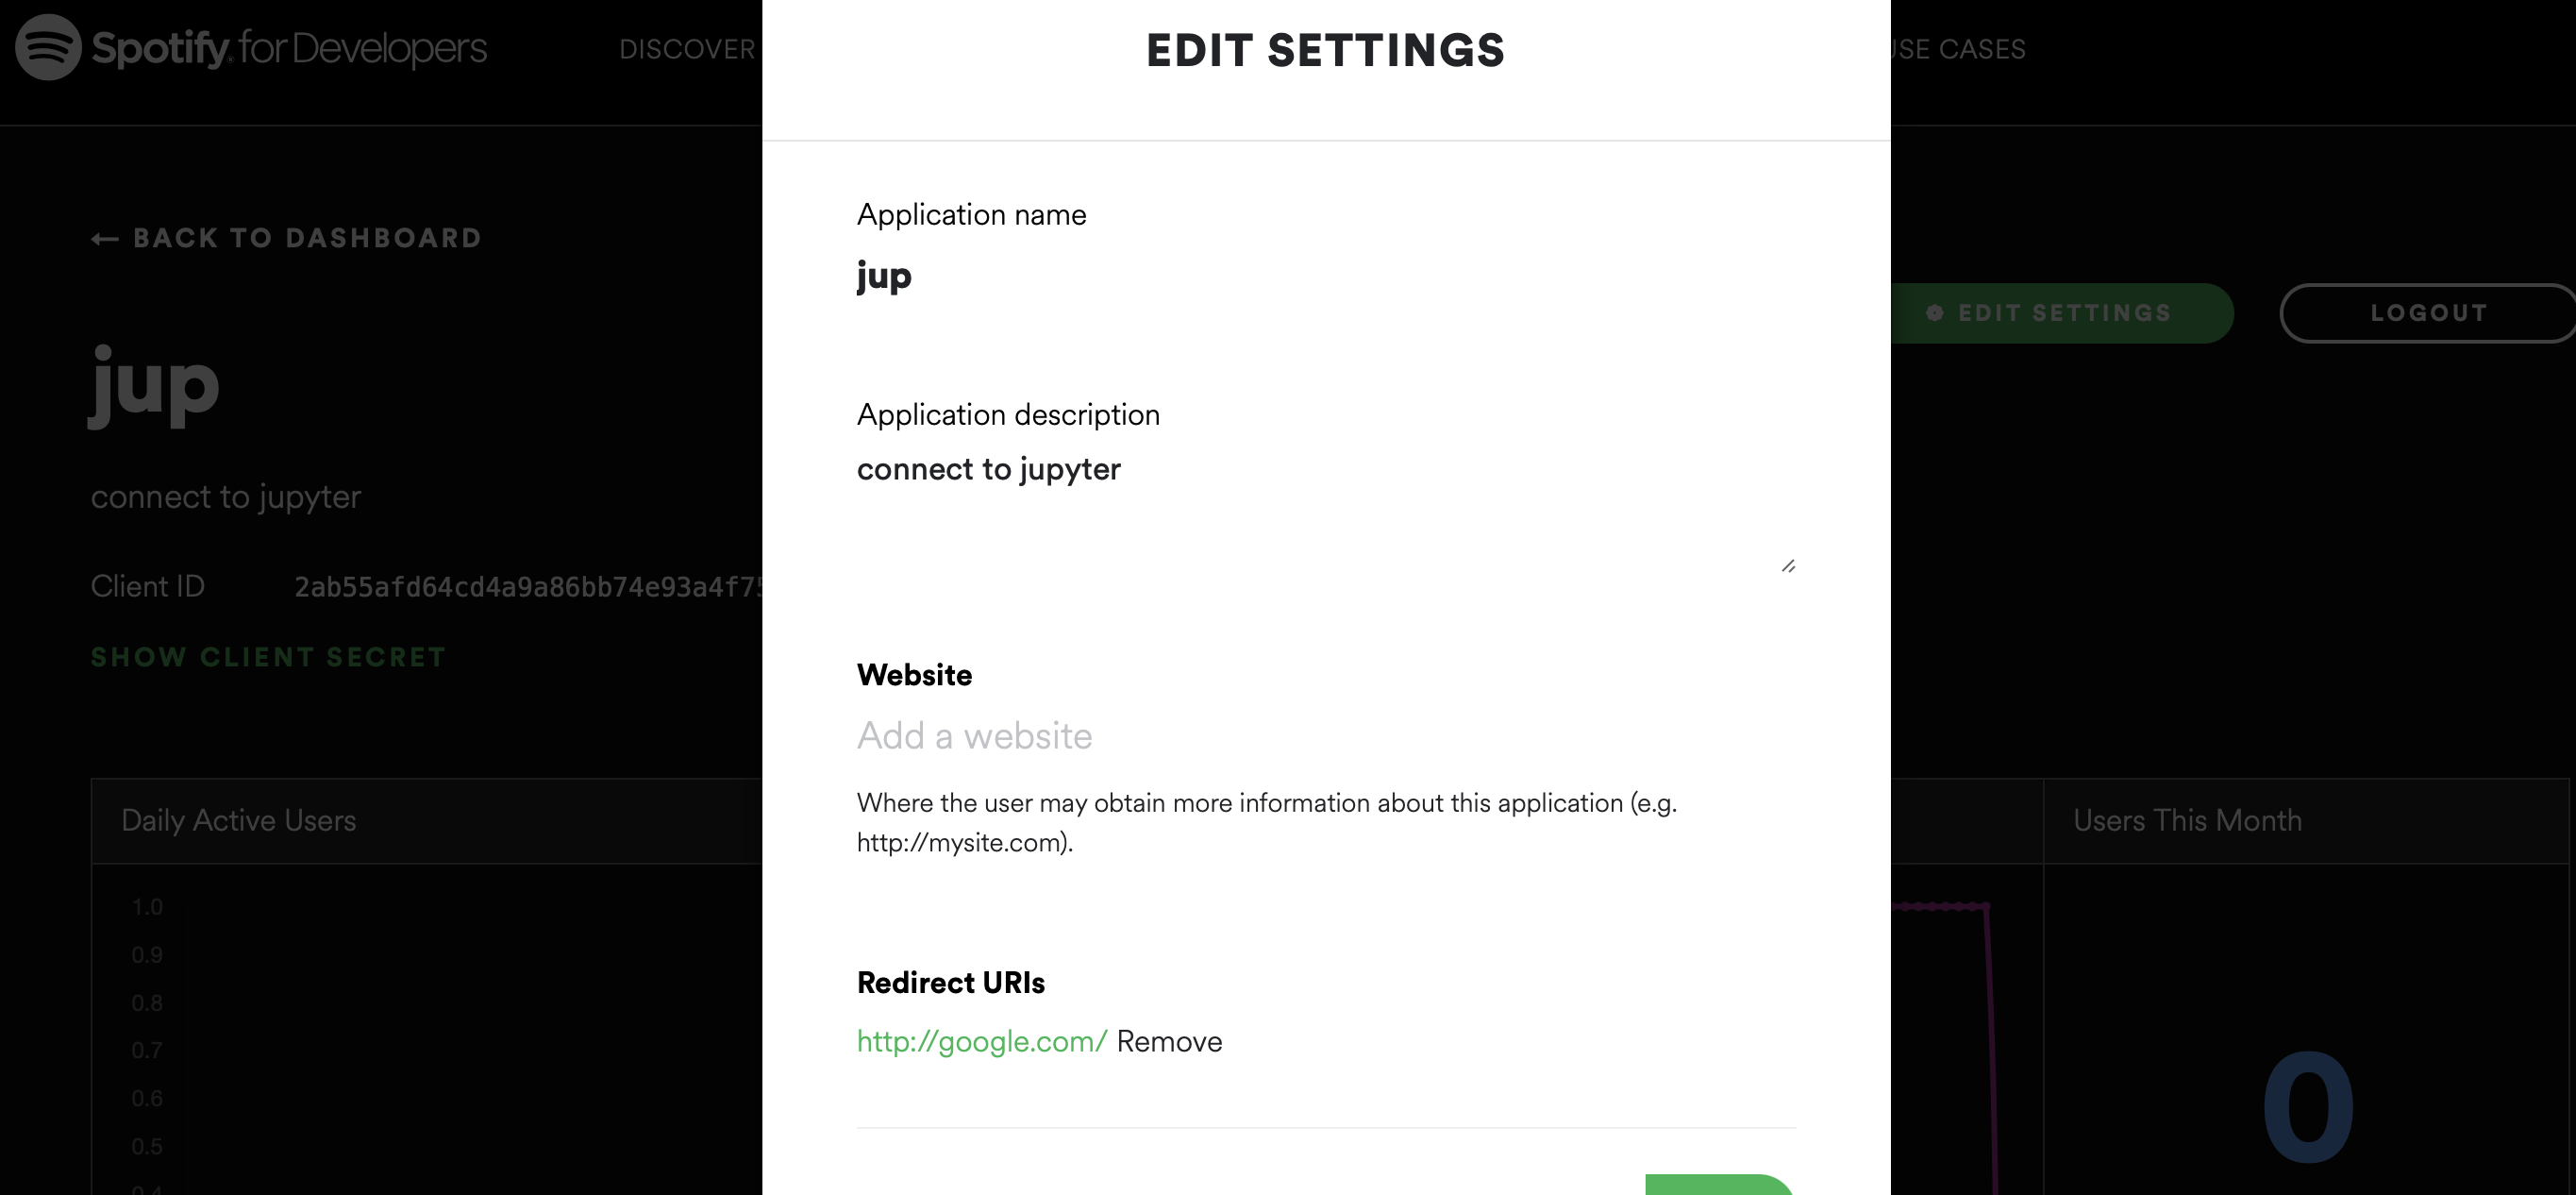 Spotify for Developers
DISCOVER
USE CASES
← BACK TO DASHBOARD
jup
connect to jupyter
Client ID 2ab55afd64cd4a9a86bb74e93a4f75
SHOW CLIENT SECRET
EDIT SETTINGS
LOGOUT
Daily Active Users
1.0
0.9
0.8
0.7
0.6
0.5
0.4
Users This Month
0
EDIT SETTINGS
Application name
jup
Application description
connect to jupyter
Website
Add a website
Where the user may obtain more information about this application (e.g.
http://mysite.com).
Redirect URIs
http://google.com/ Remove